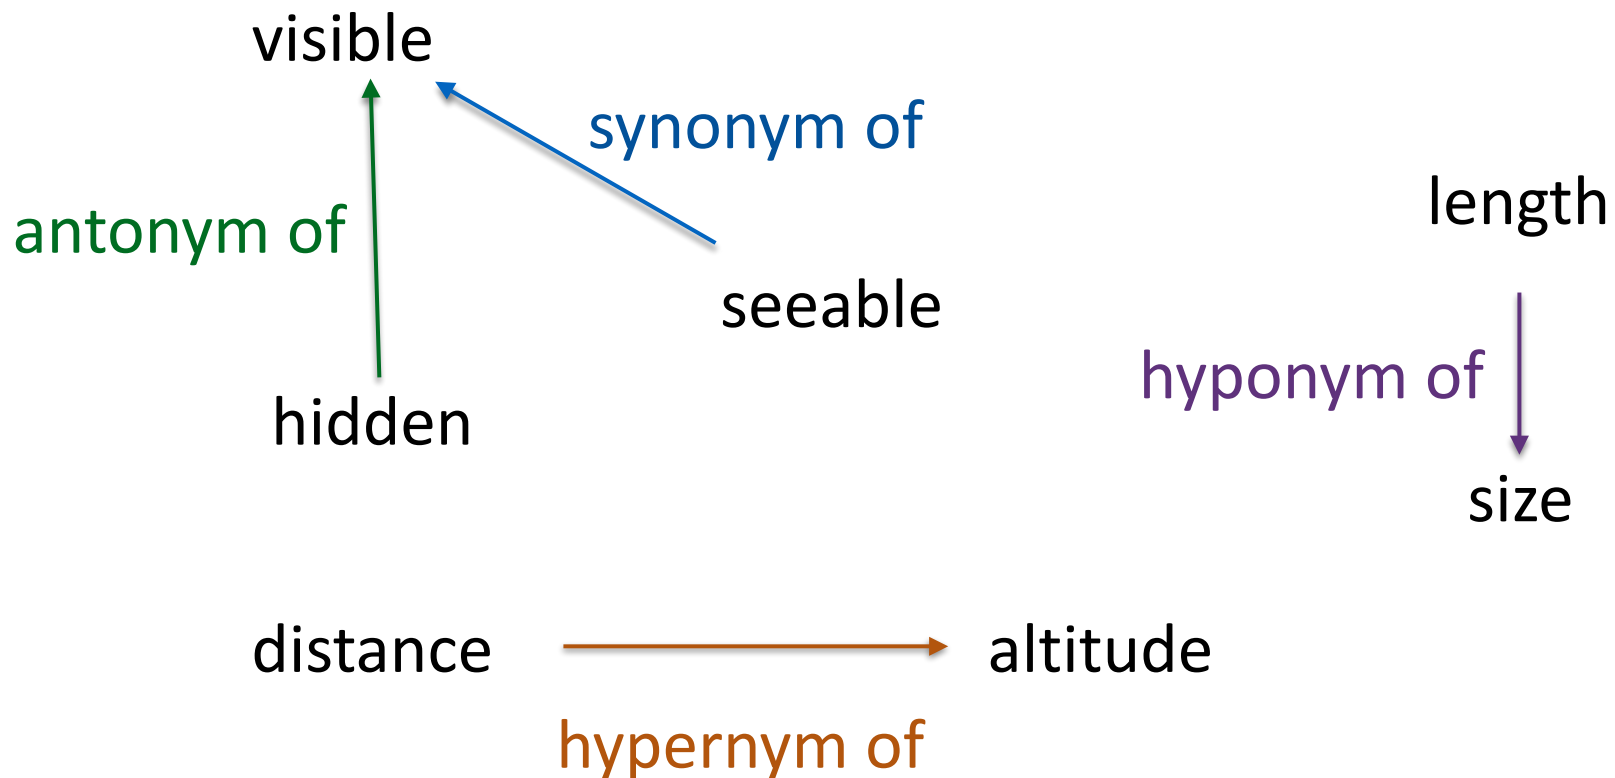 visible
synonym of
length
antonym of
seeable
hyponym of
hidden
size
distance
altitude
hypernym of